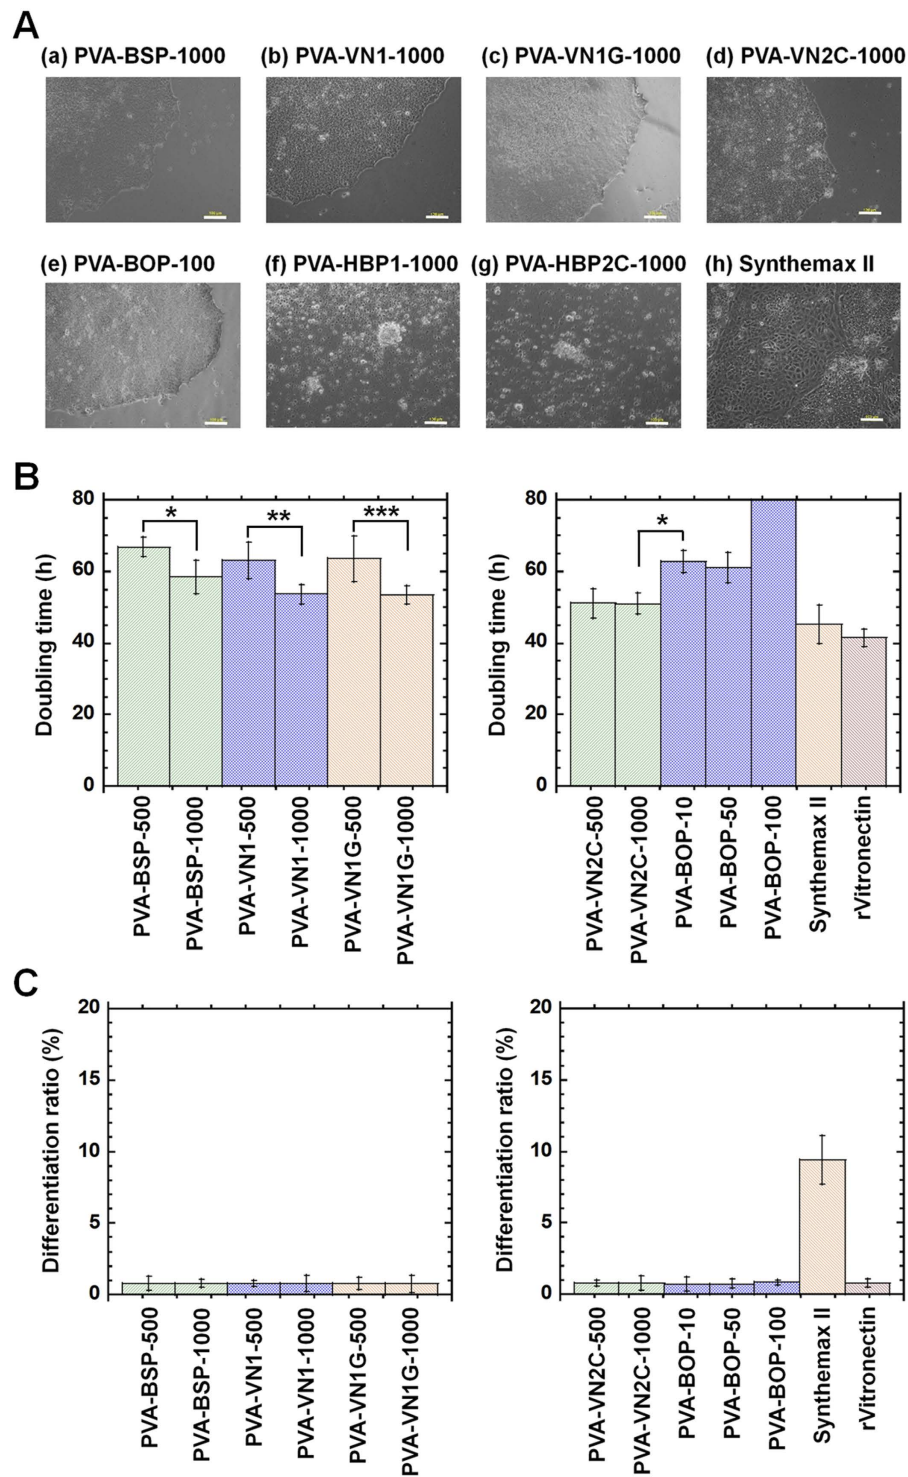 A
(a) PVA-BSP-1000
(b) PVA-VN1-1000
(c) PVA-VN1G-1000
(d) PVA-VN2C-1000
(e) PVA-BOP-100
(f) PVA-HBP1-1000
(g) PVA-HBP2C-1000
(h) Synthemax II
B
Doubling time (h)
80
60
40
20
0
*
**
***
PVA-BSP-500
PVA-BSP-1000
PVA-VN1-500
PVA-VN1-1000
PVA-VN1G-500
PVA-VN1G-1000
Doubling time (h)
80
60
40
20
0
*
PVA-VN2C-500
PVA-VN2C-1000
PVA-BOP-10
PVA-BOP-50
PVA-BOP-100
Synthemax II
rVitronectin
C
Differentiation ratio (%)
20
15
10
5
0
PVA-BSP-500
PVA-BSP-1000
PVA-VN1-500
PVA-VN1-1000
PVA-VN1G-500
PVA-VN1G-1000
Differentiation ratio (%)
20
15
10
5
0
PVA-VN2C-500
PVA-VN2C-1000
PVA-BOP-10
PVA-BOP-50
PVA-BOP-100
Synthemax II
rVitronectin